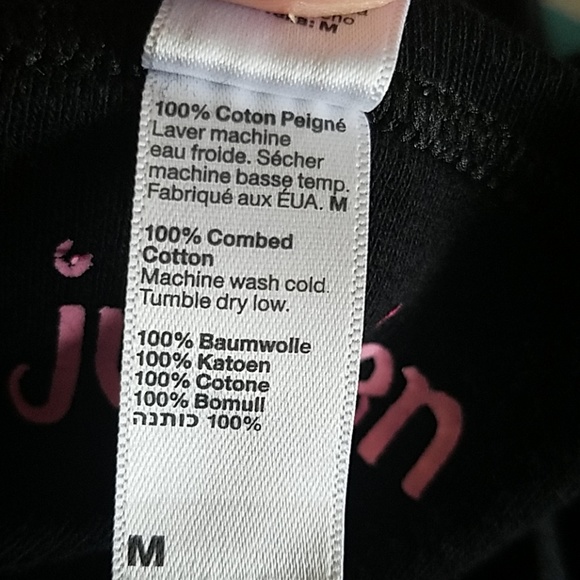 : M
100% Coton Peigné
Laver machine
eau froide. Sécher
machine basse temp.
Fabriqué aux ÉUA. M
100% Combed
Cotton
Machine wash cold.
Tumble dry low.
100% Baumwolle
100% Katoen
100% Cotone
100% Bomull
100% כותנה
M